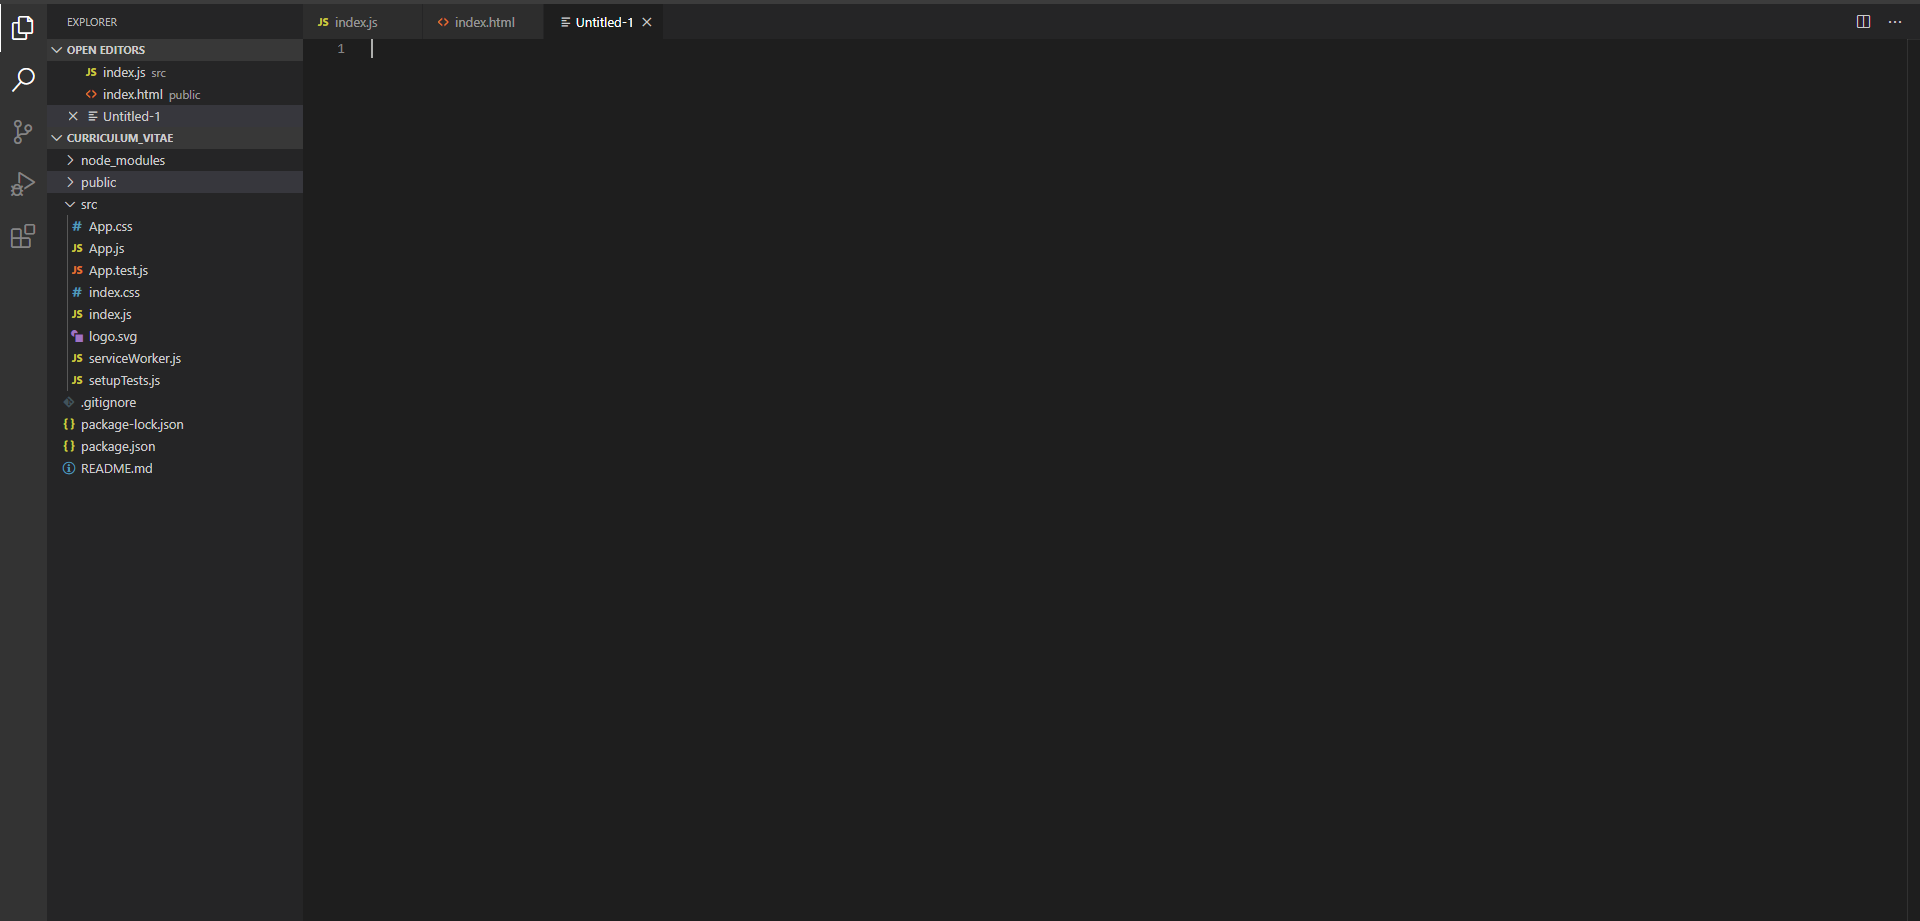 EXPLORER
JS index.js
<> index.html
Untitled-1
OPEN EDITORS
1
JS index.js src
<> index.html public
Untitled-1
CURRICULUM_VITAE
node_modules
public
src
# App.css
JS App.js
JS App.test.js
# index.css
JS index.js
logo.svg
JS serviceWorker.js
JS setupTests.js
.gitignore
{} package-lock.json
{} package.json
README.md